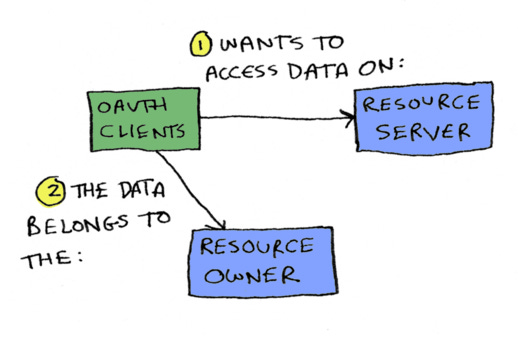 1 WANTS TO
ACCESS DATA ON:
OAUTH
CLIENTS
RESOURCE
SERVER
2 THE DATA
BELONGS TO
THE:
RESOURCE
OWNER